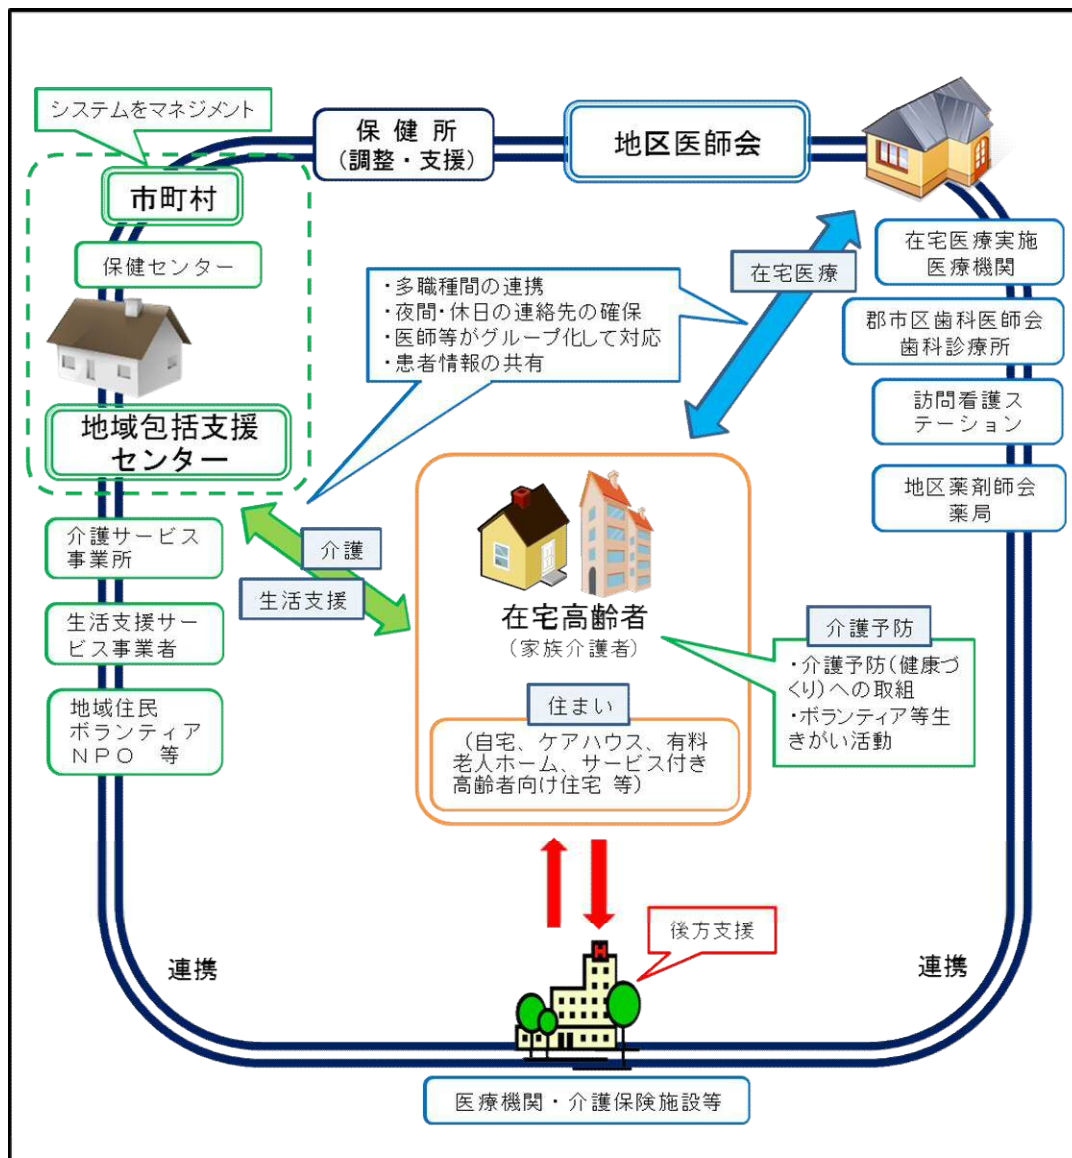 システムをマネジメント
保健所
(調整・支援)
地区医師会
市町村
保健センター
地域包括支援
センター
介護サービス
事業所
生活支援サー
ビス事業者
地域住民
ボランティア
NPO 等
・多職種間の連携
・夜間・休日の連絡先の確保
・医師等がグループ化して対応
・患者情報の共有
在宅医療
在宅医療実施
医療機関
郡市区歯科医師会
歯科診療所
訪問看護ス
テーション
地区薬剤師会
薬局
介護
生活支援
在宅高齢者
(家族介護者)
住まい
(自宅、ケアハウス、有料
老人ホーム、サービス付き
高齢者向け住宅 等)
介護予防
・介護予防(健康づ
くり)への取組
・ボランティア等生
きがい活動
後方支援
H
連携
連携
医療機関・介護保険施設等